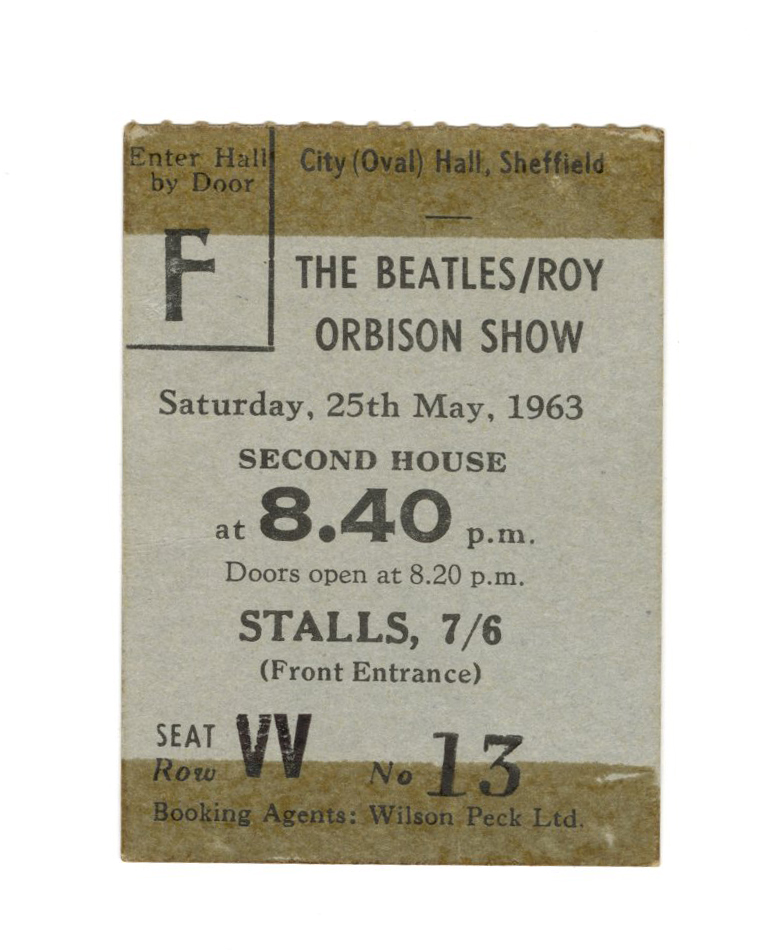 Enter Hall
by Door
F
City (Oval) Hall, Sheffield
THE BEATLES/ROY
ORBISON SHOW
Saturday, 25th May, 1963
SECOND HOUSE
at 8.40 p.m.
Doors open at 8.20 p.m.
STALLS, 7/6
(Front Entrance)
SEAT
Row VV No 13
Booking Agents: Wilson Peck Ltd.